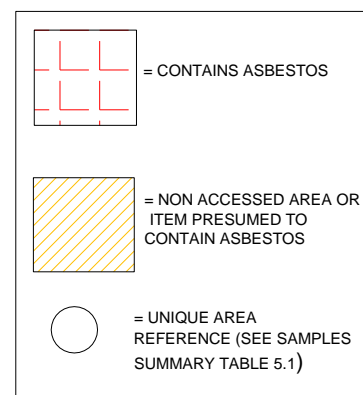 = CONTAINS ASBESTOS
= NON ACCESSED AREA OR
ITEM PRESUMED TO
CONTAIN ASBESTOS
= UNIQUE AREA
REFERENCE (SEE SAMPLES
SUMMARY TABLE 5.1)